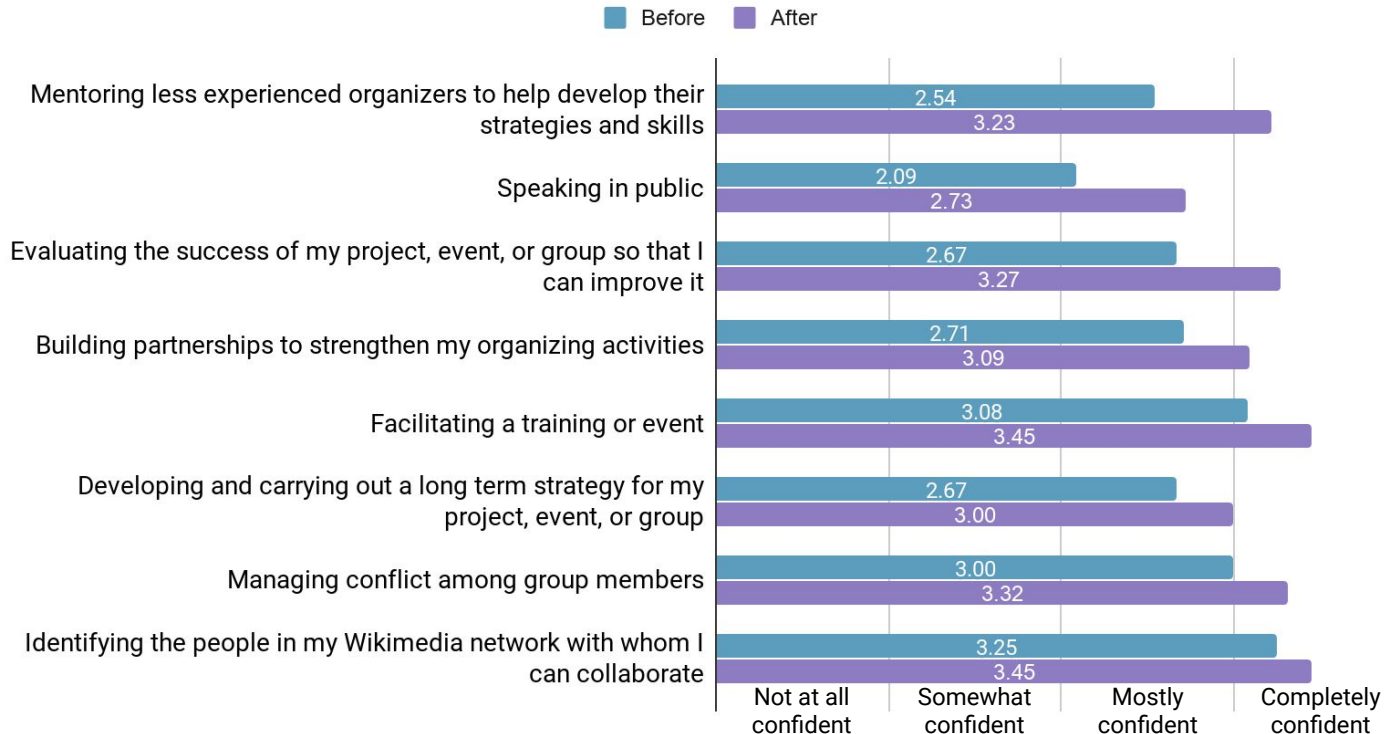 Before After
Mentoring less experienced organizers to help develop their
strategies and skills
2.54
3.23
Speaking in public
2.09
2.73
Evaluating the success of my project, event, or group so that I
can improve it
2.67
3.27
Building partnerships to strengthen my organizing activities
2.71
3.09
Facilitating a training or event
3.08
3.45
Developing and carrying out a long term strategy for my
project, event, or group
2.67
3.00
Managing conflict among group members
3.00
3.32
Identifying the people in my Wikimedia network with whom I
can collaborate
3.25
3.45
Not at all
confident
Somewhat
confident
Mostly
confident
Completely
confident